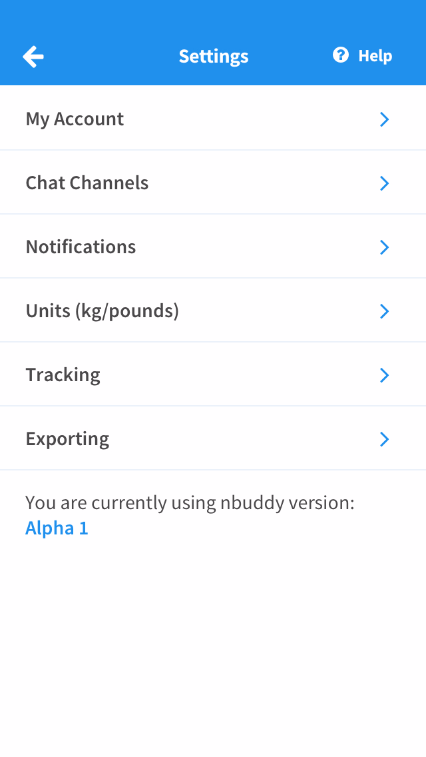 Settings
Help
My Account
Chat Channels
Notifications
Units (kg/pounds)
Tracking
Exporting
You are currently using nbuddy version:
Alpha 1